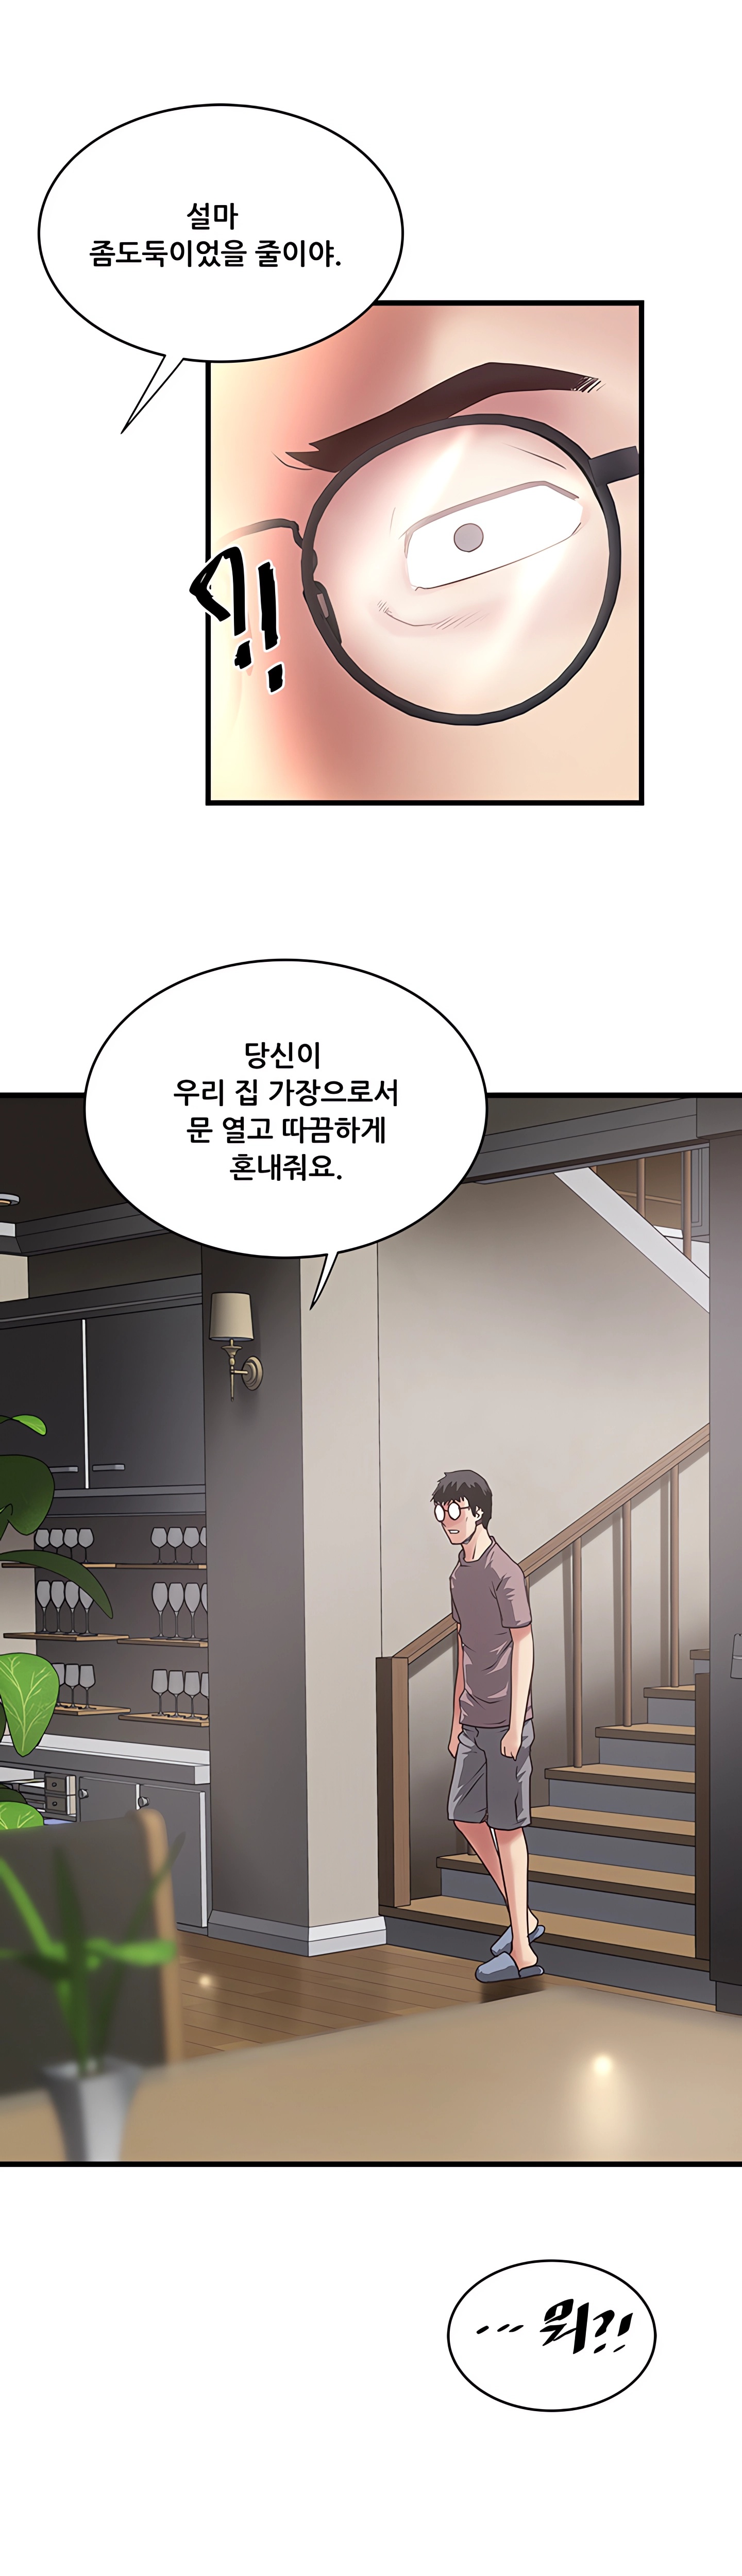 설마
좀도둑이었을 줄이야.
?!
당신이
우리 집 가장으로서
문 열고 따끔하게
혼내줘요.
...뭐?!